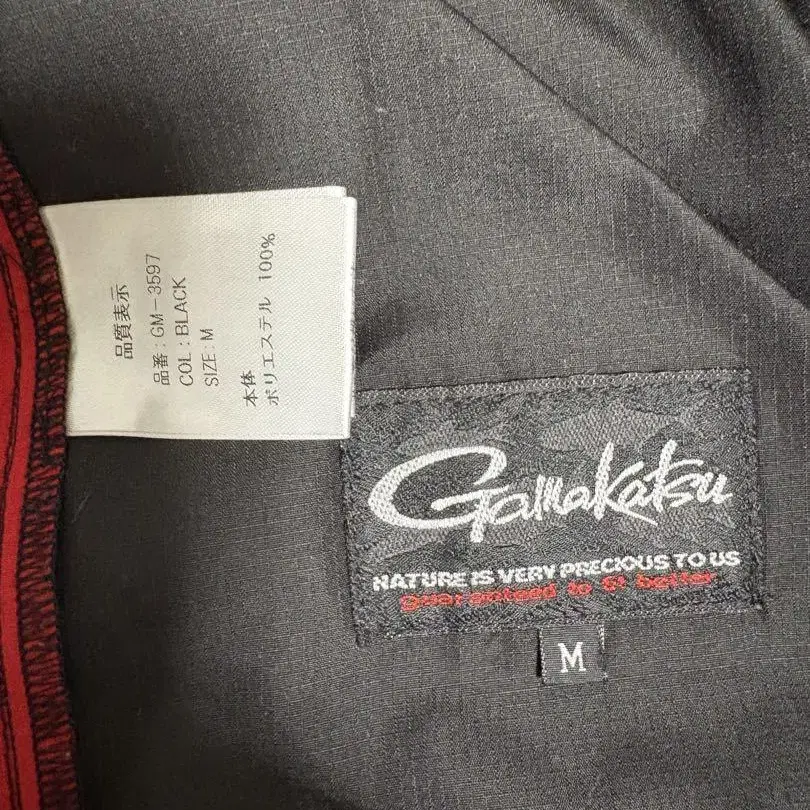 品質表示
品番:GM-3597
COL:BLACK
SIZE:M
本体
ポリエステル 100%
Gamakatsu
NATURE IS VERY PRECIOUS TO US
Guaranteed to be better
M